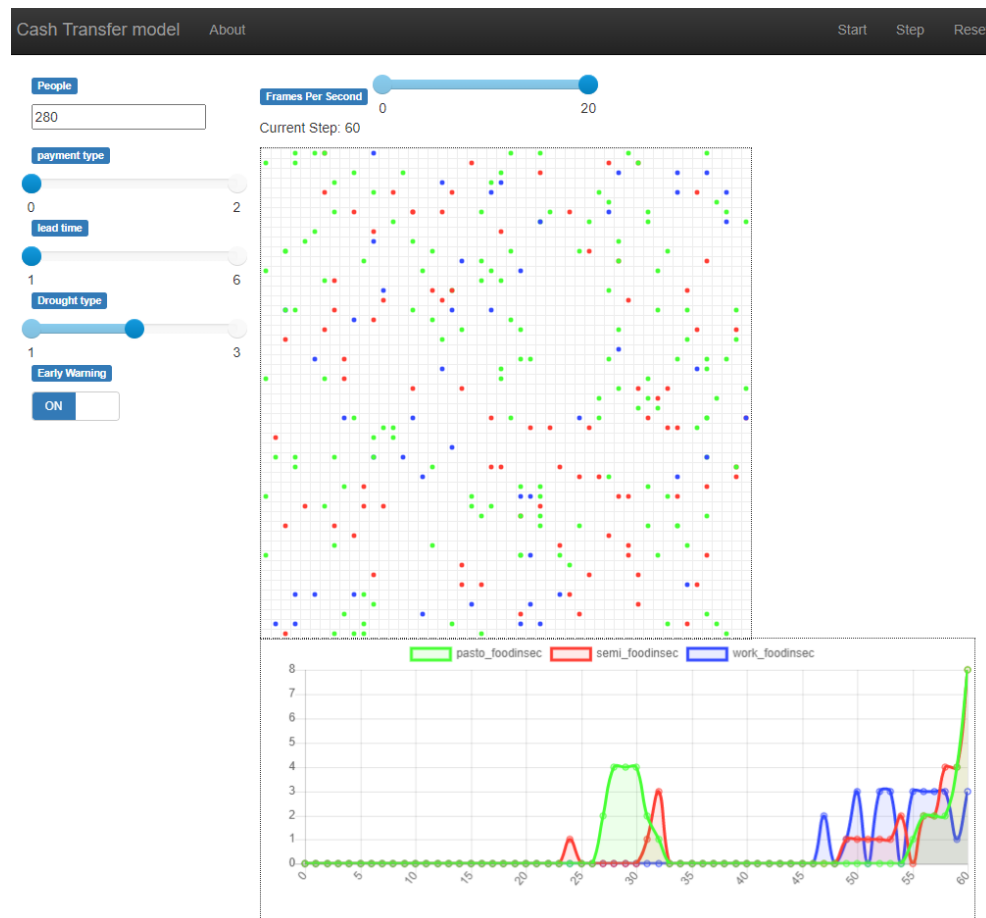 Cash Transfer model About Start Step Rese
People
280
payment type
0 2
lead time
1 6
Drought type
1 3
Early Warning
ON
Frames Per Second
0 20
Current Step: 60
pasto_foodinsec semi_foodinsec work_foodinsec
8
7
6
5
4
3
2
1
0
0 5 10 15 20 25 30 35 40 45 50 55 60